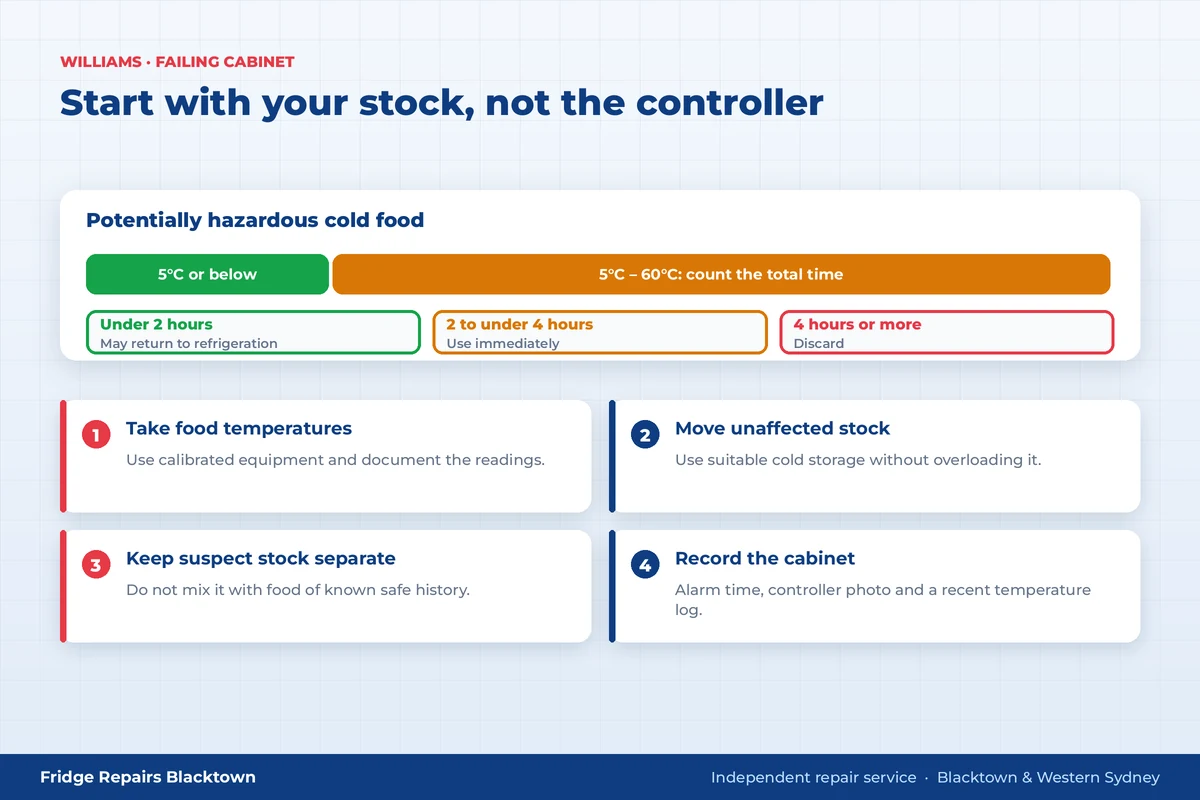 WILLIAMS · FAILING CABINET
Start with your stock, not the controller
Potentially hazardous cold food
5°C or below
5°C – 60°C: count the total time
Under 2 hours
May return to refrigeration
2 to under 4 hours
Use immediately
4 hours or more
Discard
1
Take food temperatures
Use calibrated equipment and document the readings.
2
Move unaffected stock
Use suitable cold storage without overloading it.
3
Keep suspect stock separate
Do not mix it with food of known safe history.
4
Record the cabinet
Alarm time, controller photo and a recent temperature
log.
Fridge Repairs Blacktown
Independent repair service · Blacktown & Western Sydney